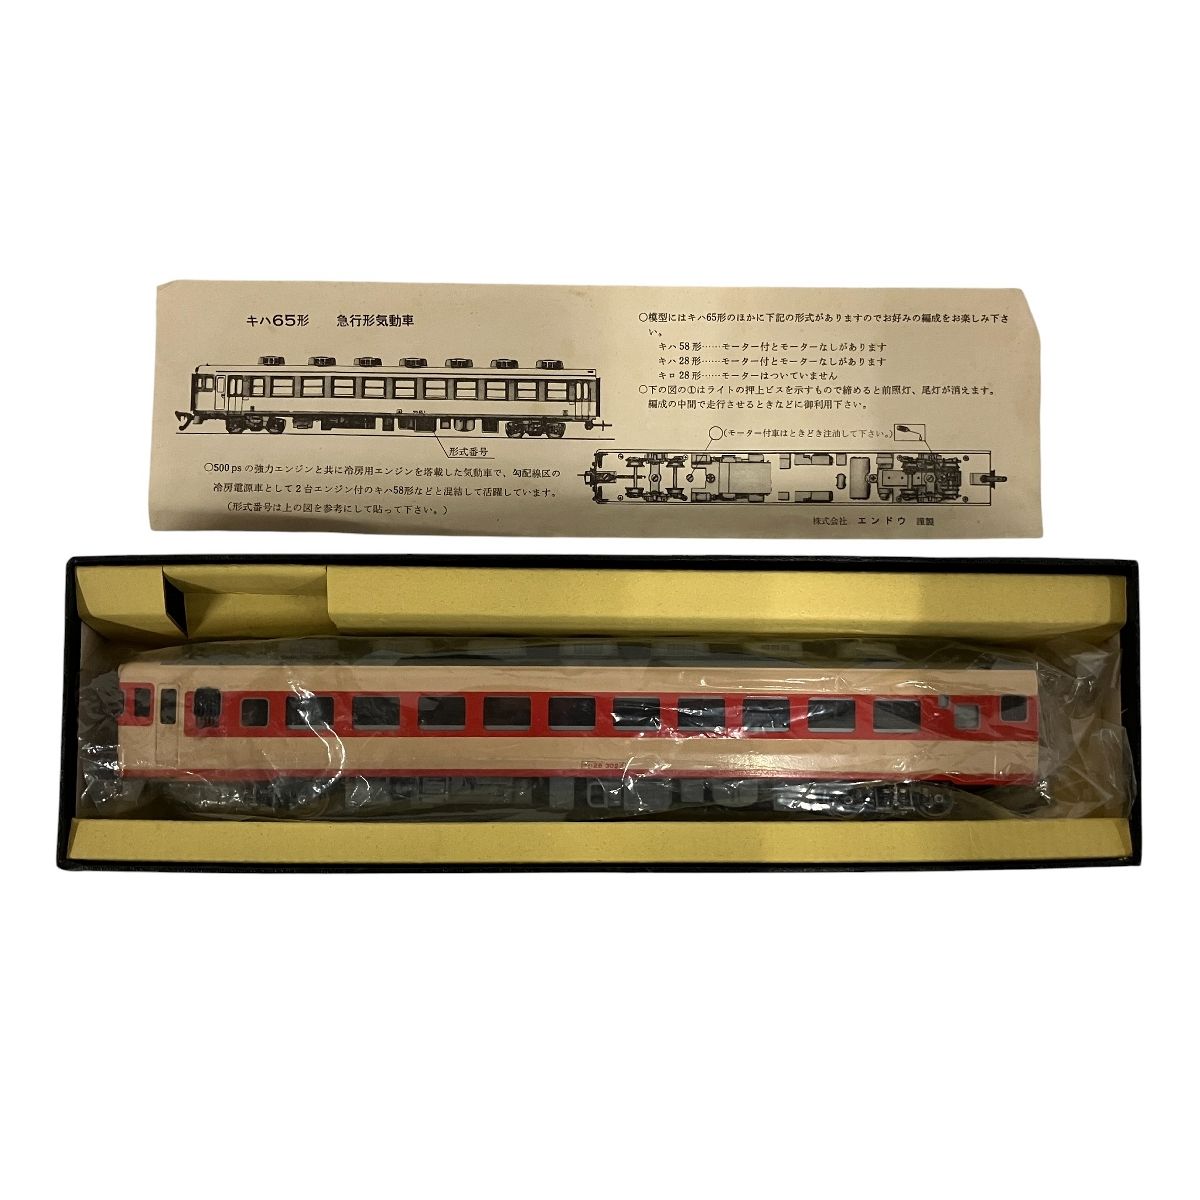 キハ65形　急行形気動車
形式番号
○500psの強力エンジンと共に冷房用エンジンを塔載した気動車で、勾配線区の
冷房電源車として2台エンジン付のキハ58形などと混結して活躍しています。
(形式番号は上の図を参考にして貼って下さい。)
○模型にはキハ65形のほかに下記の形式がありますのでお好みの編成をお楽しみ下さ
い。
キハ58形……モーター付とモーターなしがあります
キハ28形……モーター付とモーターなしがあります
キロ28形……モーターはついていません
○下の図の①はライトの押上ビスを示すもので締めると前照灯、尾灯が消えます。
編成の中間で走行させるときなどに御利用下さい。
(モーター付車はときどき注油して下さい。)
株式会社 エンドウ 謹製
28